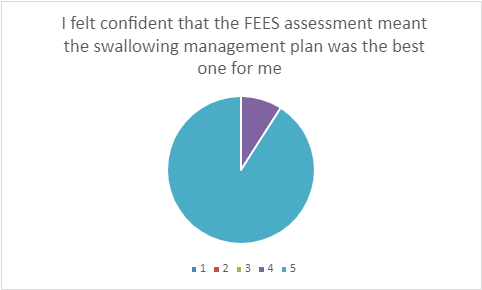 I felt confident that the FEES assessment meant
the swallowing management plan was the best
one for me
1 2 3 4 5